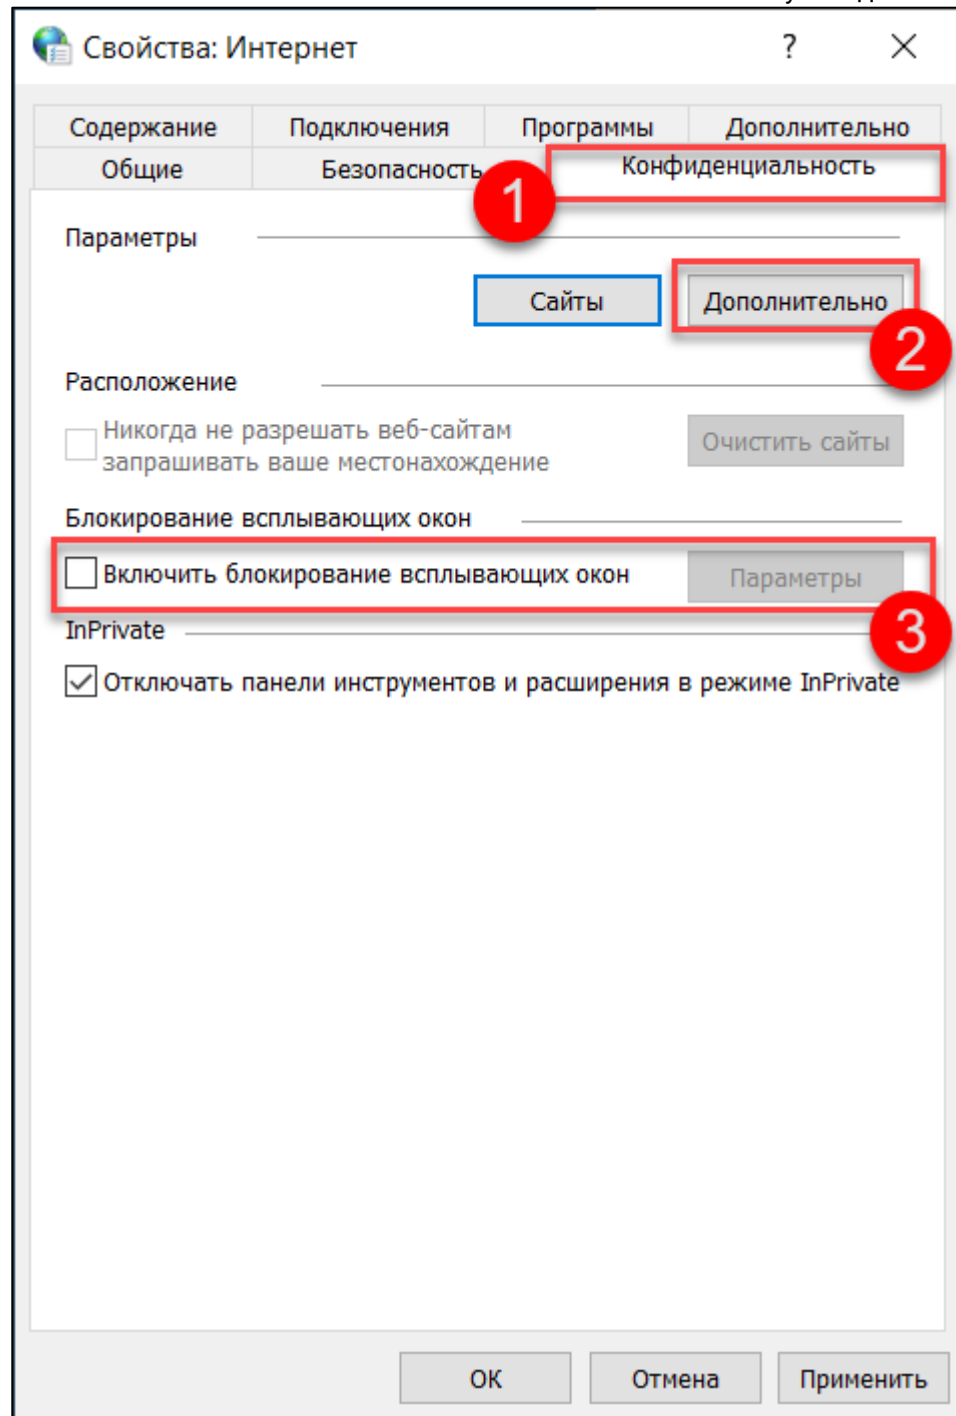 Свойства: Интернет ?
Содержание Подключения Программы Дополнительно
Общие Безопасность Конфиденциальность
1
Параметры
Сайты Дополнительно
2
Расположение
Никогда не разрешать веб-сайтам
запрашивать ваше местонахождение
Очистить сайты
Блокирование всплывающих окон
Включить блокирование всплывающих окон Параметры
3
InPrivate
Отключать панели инструментов и расширения в режиме InPrivate
ОК Отмена Применить